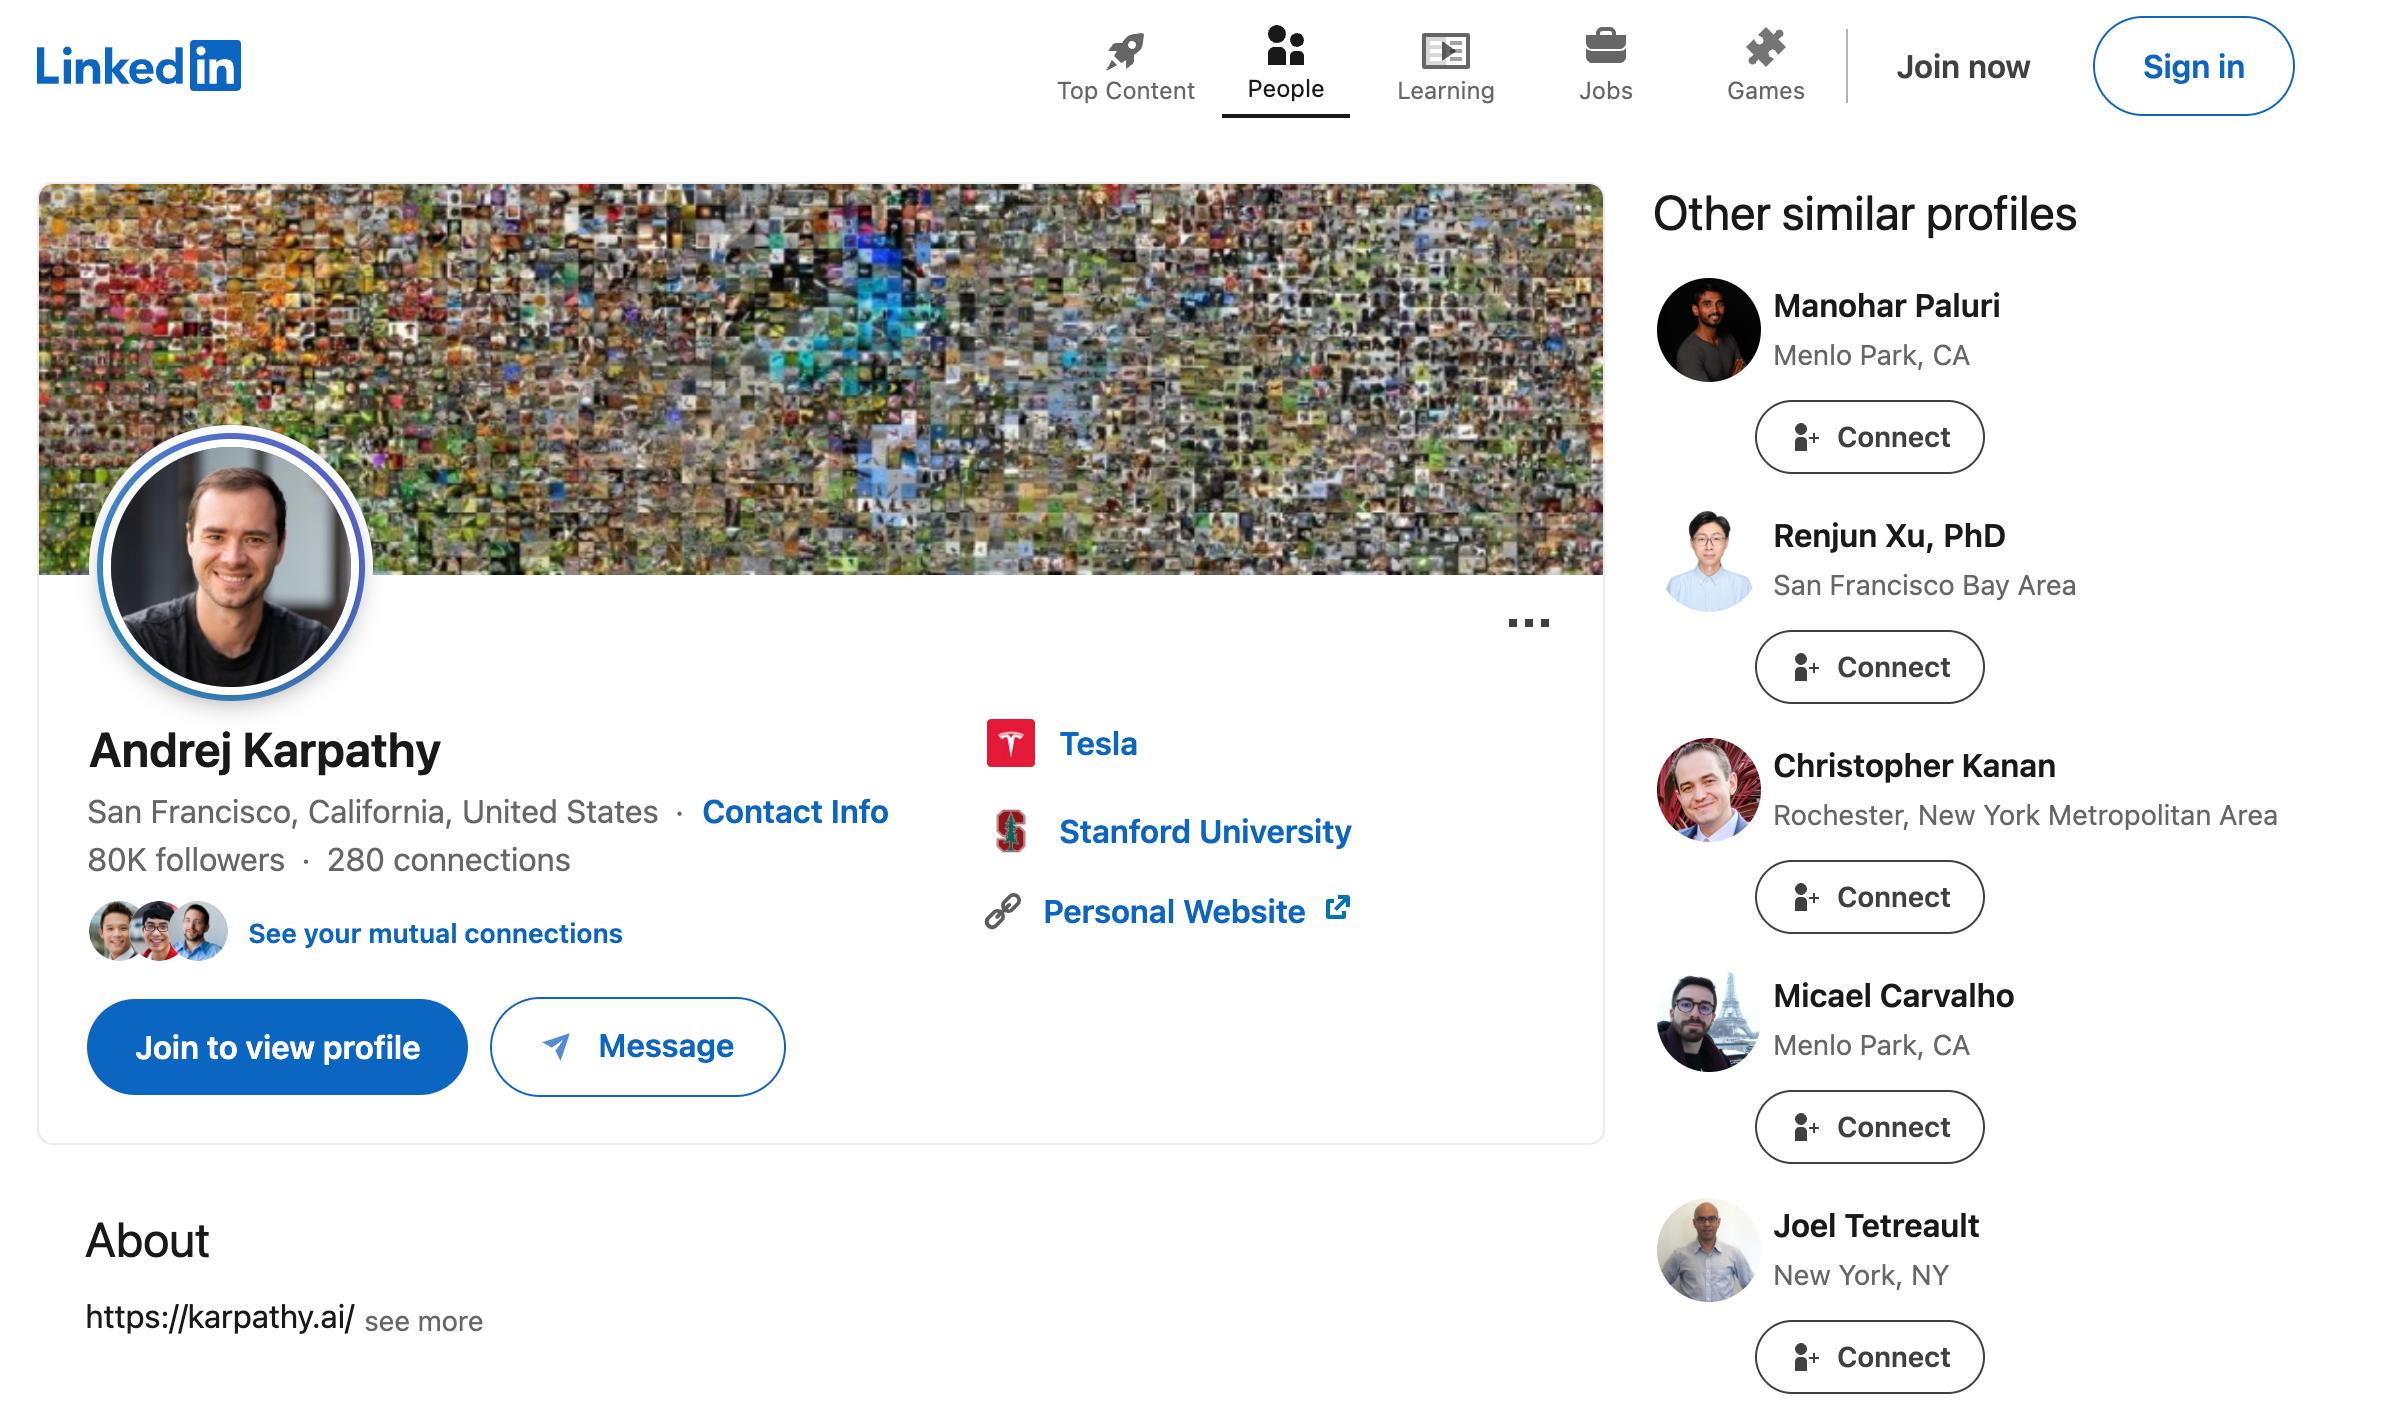 LinkedIn
Top Content
People
Learning
Jobs
Games
Join now
Sign in
Andrej Karpathy
San Francisco, California, United States · Contact Info
80K followers · 280 connections
See your mutual connections
Join to view profile
Message
Tesla
Stanford University
Personal Website
About
https://karpathy.ai/ see more
Other similar profiles
Manohar Paluri
Menlo Park, CA
Connect
Renjun Xu, PhD
San Francisco Bay Area
Connect
Christopher Kanan
Rochester, New York Metropolitan Area
Connect
Micael Carvalho
Menlo Park, CA
Connect
Joel Tetreault
New York, NY
Connect